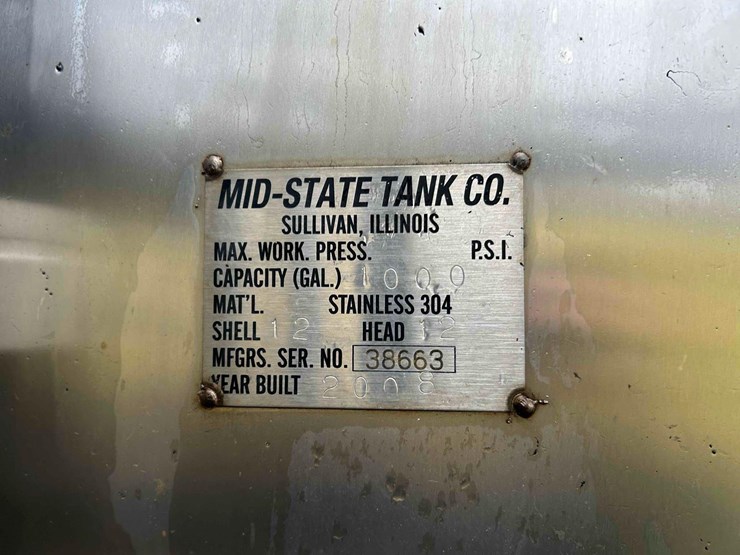 MID-STATE TANK CO.
SULLIVAN, ILLINOIS
MAX. WORK. PRESS. P.S.I.
CAPACITY (GAL.) 1000
MAT'L. STAINLESS 304
SHELL 12 HEAD 12
MFGRS. SER. NO. 38663
YEAR BUILT 2008